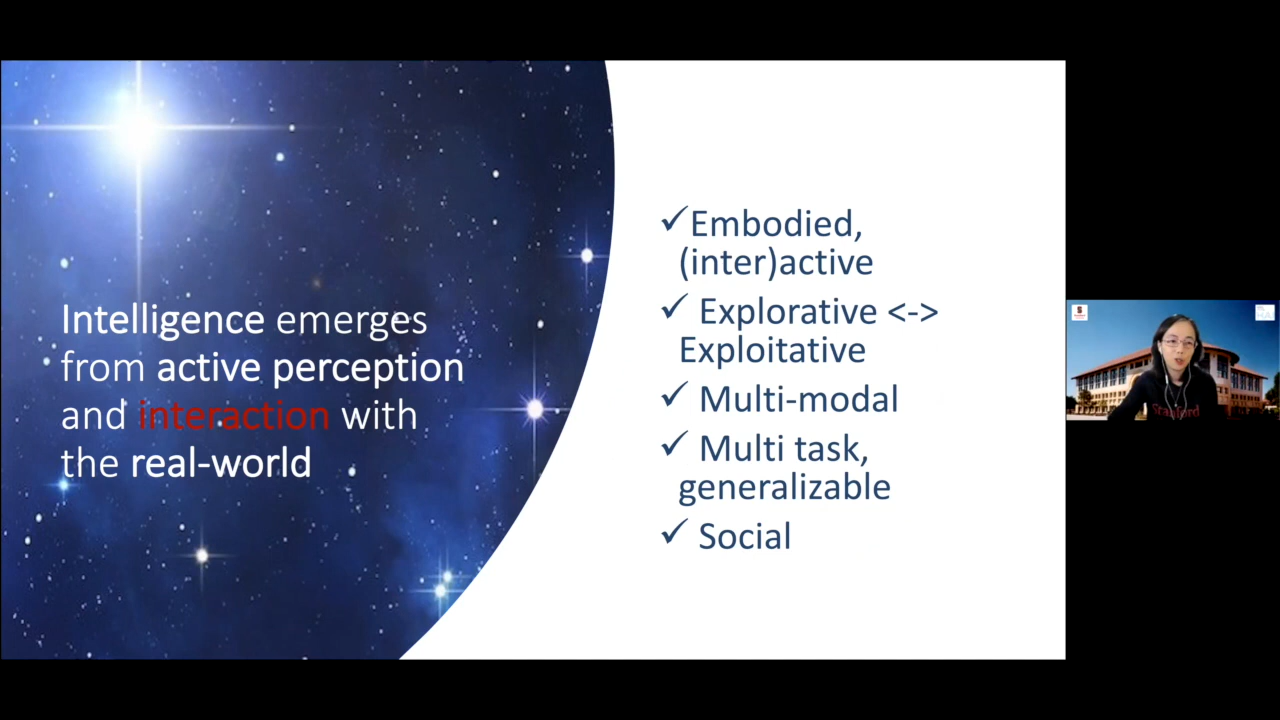 Intelligence emerges
from active perception
and interaction with
the real-world
✓Embodied,
(inter)active
✓ Explorative <->
Exploitative
✓ Multi-modal
✓ Multi task,
generalizable
✓ Social
Stanford